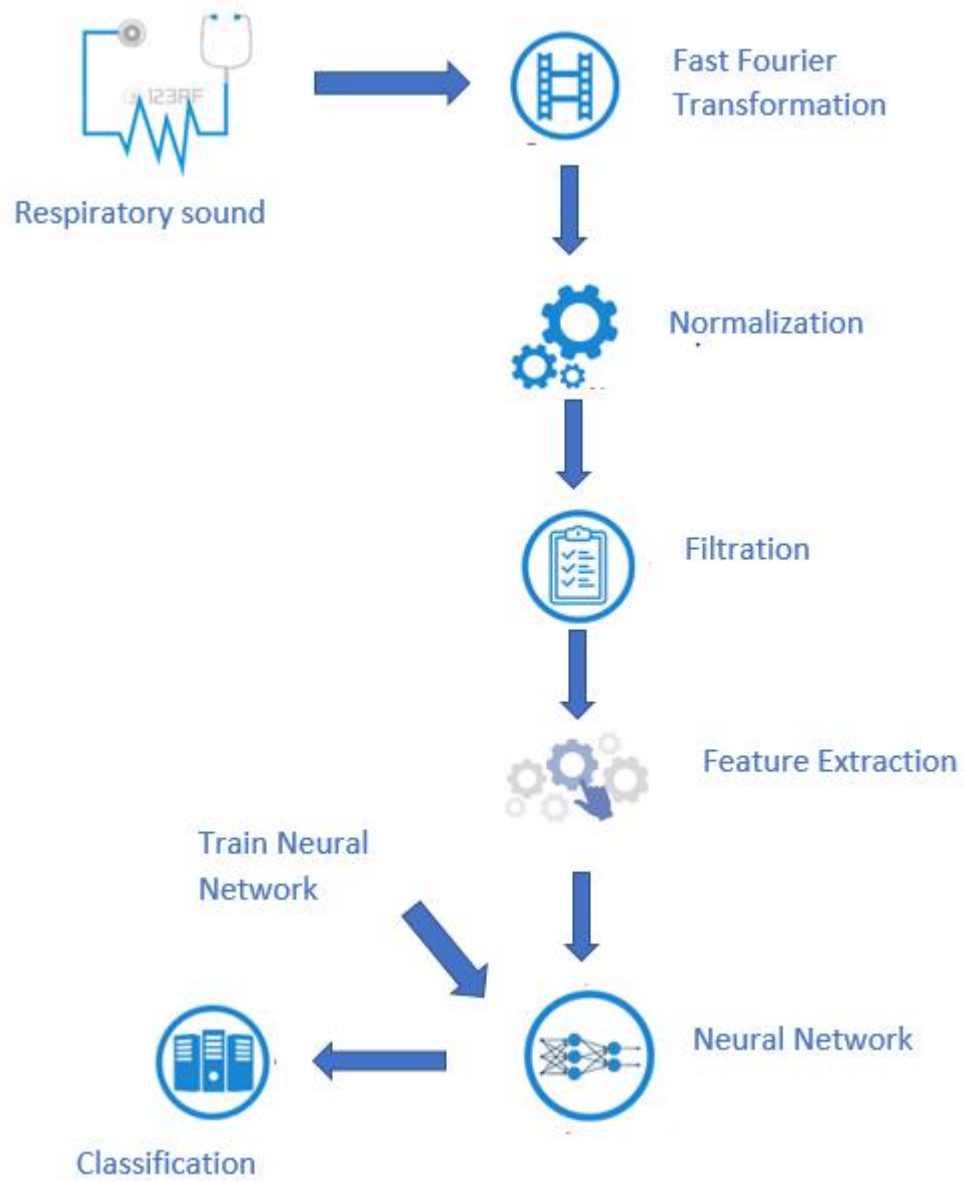 Respiratory sound
Fast Fourier
Transformation
Normalization
Filtration
Feature Extraction
Train Neural
Network
Neural Network
Classification